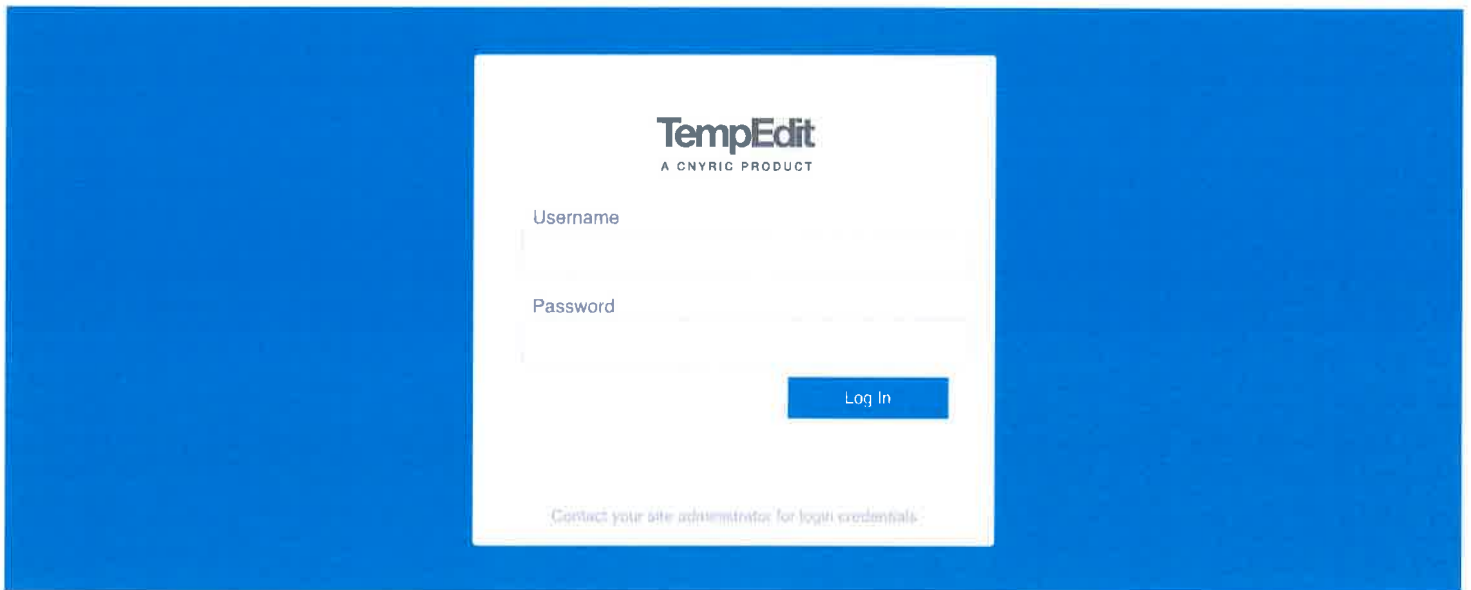 TempEdit
A CNYRIC PRODUCT
Username
Password
Log In
Contact your site administrator for login credentials